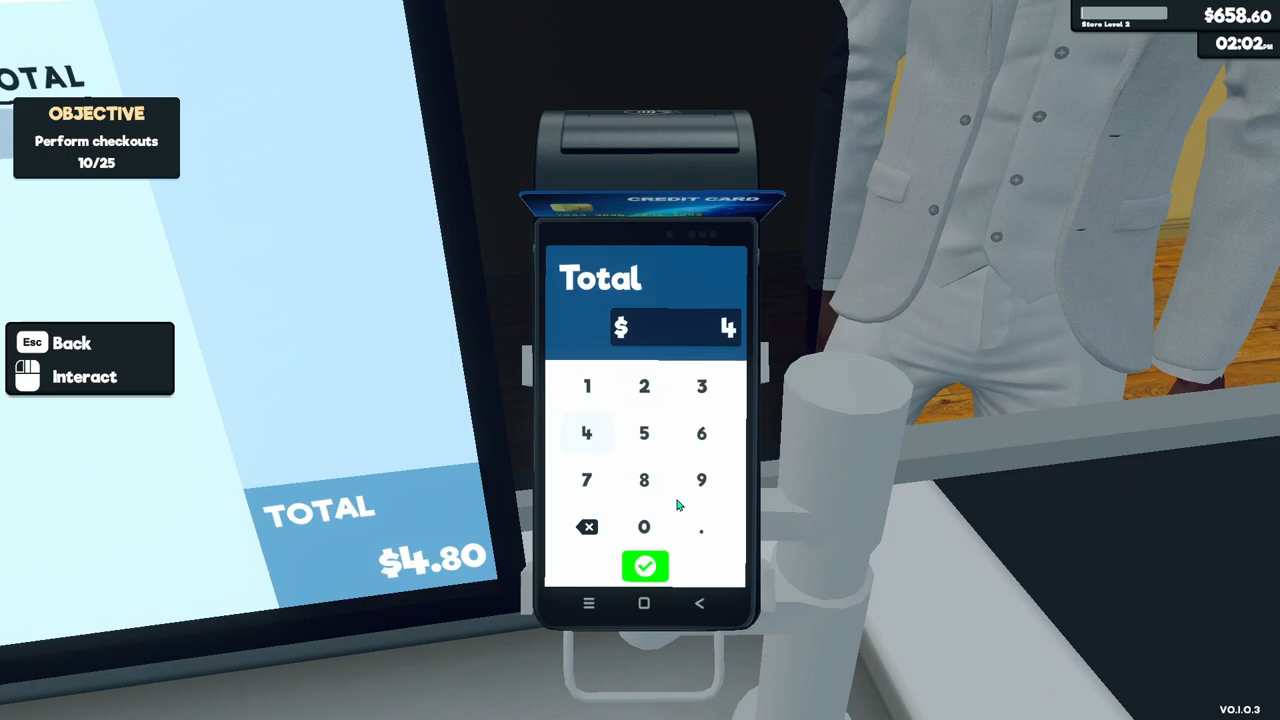 $658.60
Store Level 2
02:02PM
OTAL
OBJECTIVE
Perform checkouts
10/25
CREDIT CARD
Total
$ 4
Esc Back
Interact
1 2 3
4 5 6
7 8 9
0 .
TOTAL
$4.80
V0.1.0.3